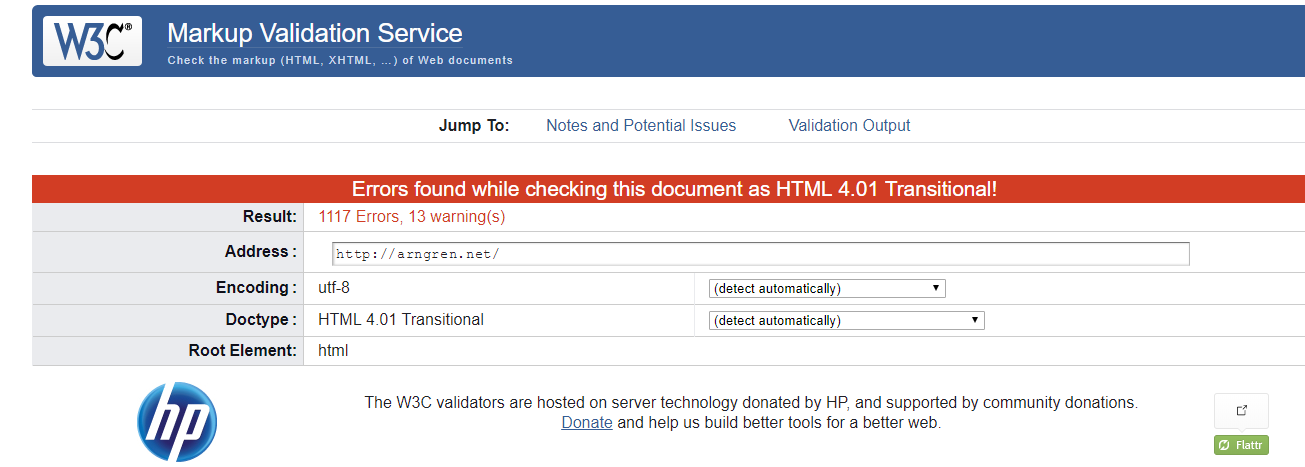 W3C®
Markup Validation Service
Check the markup (HTML, XHTML, …) of Web documents
Jump To: Notes and Potential Issues Validation Output
Errors found while checking this document as HTML 4.01 Transitional!
Result: 1117 Errors, 13 warning(s)
Address : http://arngren.net/
Encoding : utf-8 (detect automatically)
Doctype : HTML 4.01 Transitional (detect automatically)
Root Element: html
hp
The W3C validators are hosted on server technology donated by HP, and supported by community donations.
Donate and help us build better tools for a better web.
Flattr